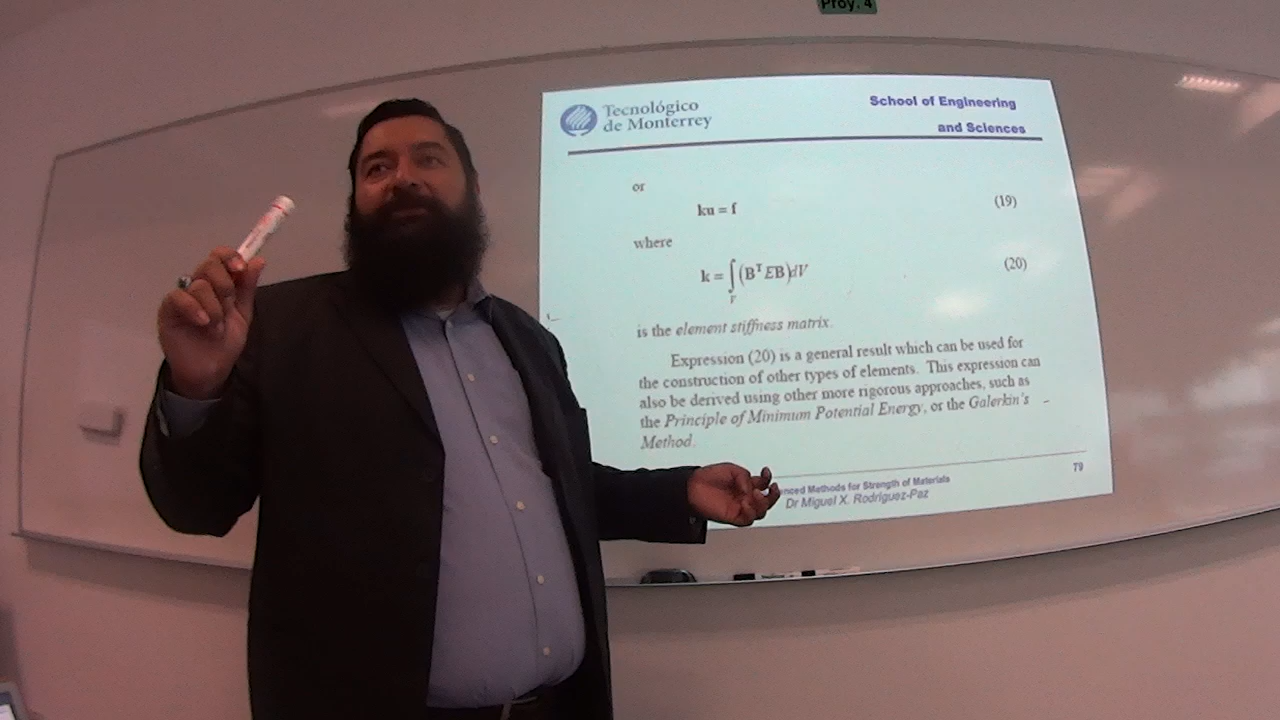 Proy. 4
Tecnológico
de Monterrey
School of Engineering
and Sciences
or
ku = f (19)
where
k = ∫ (BᵀEB)dV (20)
V
is the element stiffness matrix.
Expression (20) is a general result which can be used for
the construction of other types of elements. This expression can
also be derived using other more rigorous approaches, such as
the Principle of Minimum Potential Energy, or the Galerkin's
Method.
79
nced Methods for Strength of Materials
Dr Miguel X. Rodríguez-Paz